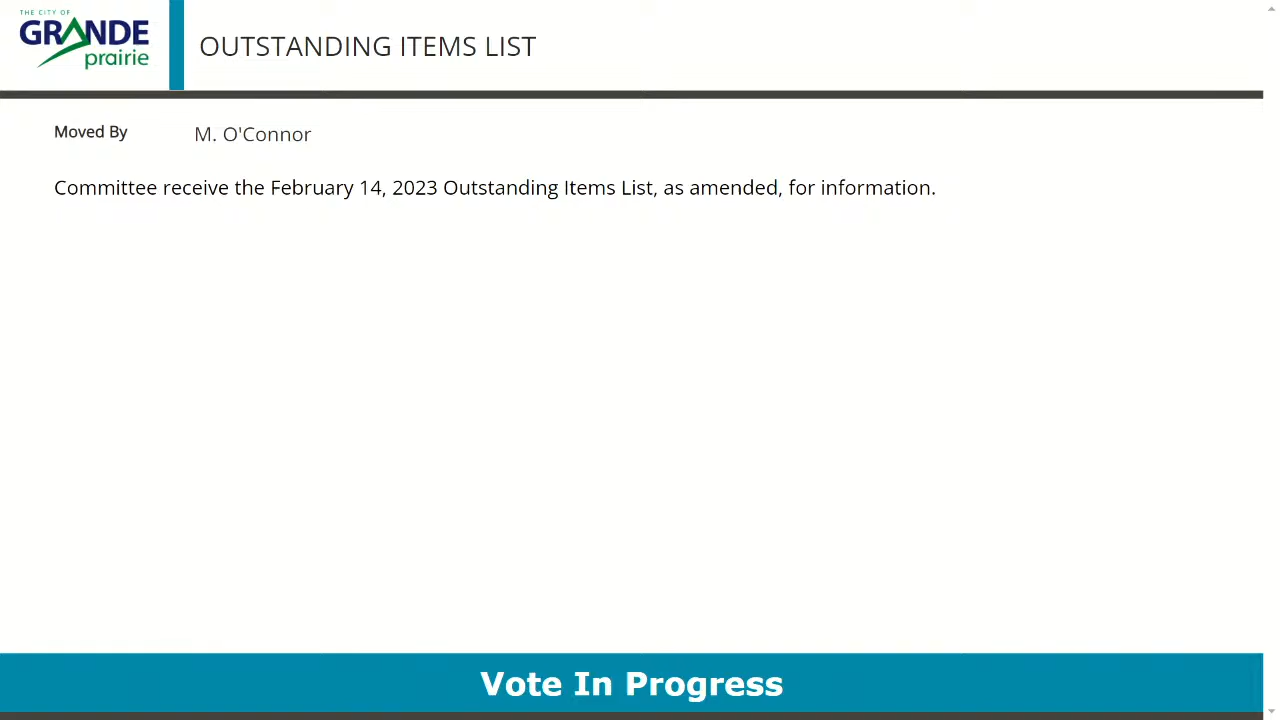 THE CITY OF
GRANDE
prairie
OUTSTANDING ITEMS LIST
Moved By
M. O'Connor
Committee receive the February 14, 2023 Outstanding Items List, as amended, for information.
Vote In Progress